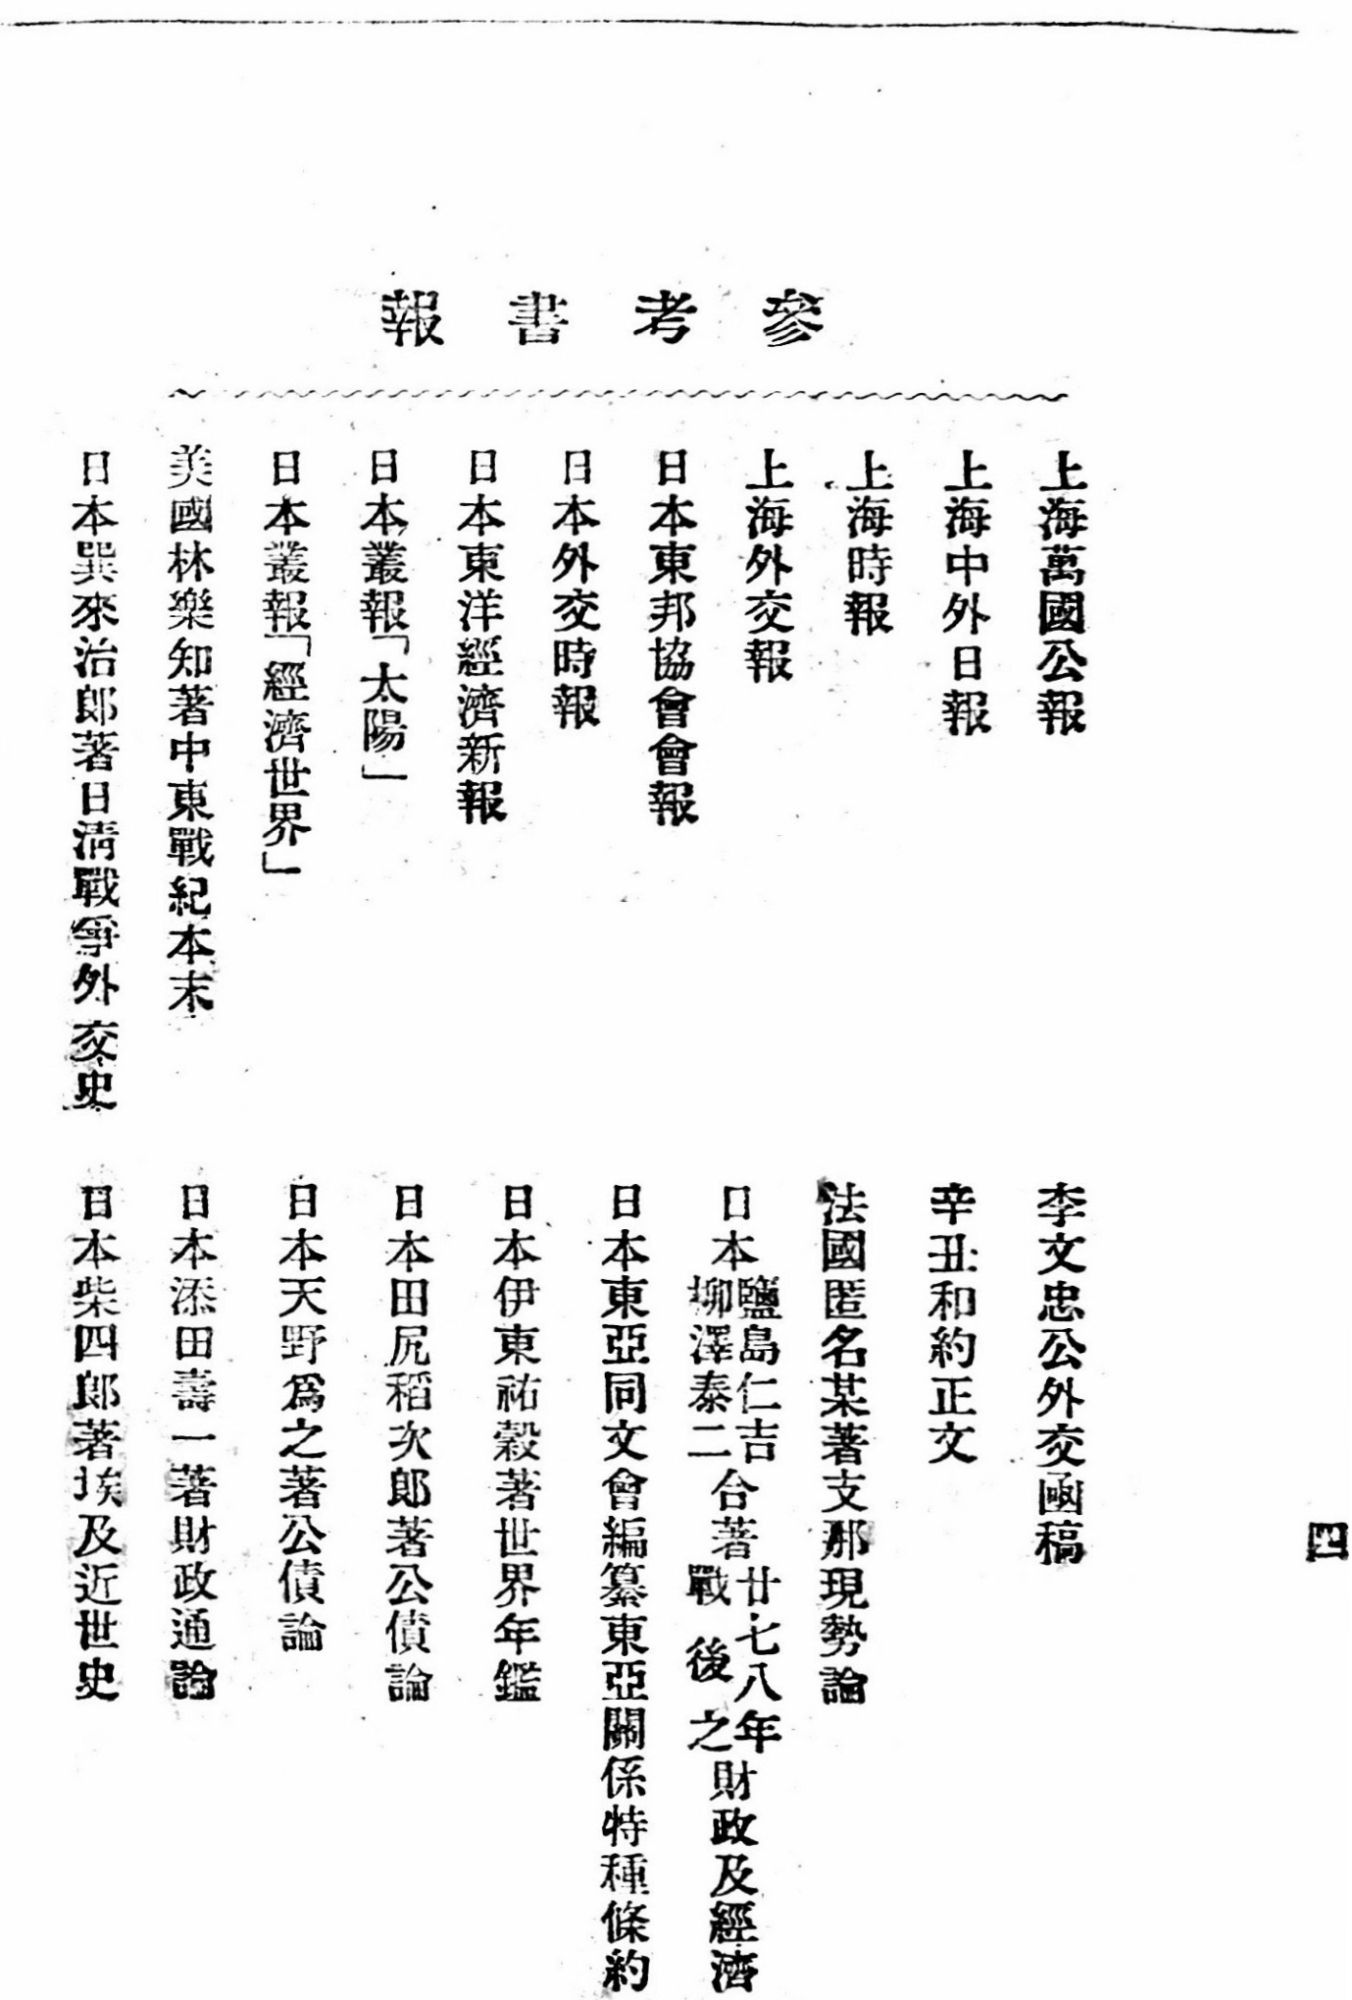 參考書報
上海萬國公報
上海中外日報
上海時報
上海外交報
日本東邦協會會報
日本外交時報
日本東洋經濟新報
日本叢報「太陽」
日本叢報「經濟世界」
美國林樂知著中東戰紀本末
日本巽來治郎著日淸戰爭外交史
李文忠公外交函稿
辛丑和約正文
法國匿名某著支那現勢論
日本鹽島仁吉柳澤泰二合著廿七八年戰後之財政及經濟
日本東亞同文會編纂東亞關係特種條約
日本伊東祐穀著世界年鑑
日本田尻稻次郎著公債論
日本天野爲之著公債論
日本添田壽一著財政通論
日本柴四郎著埃及近世史
四